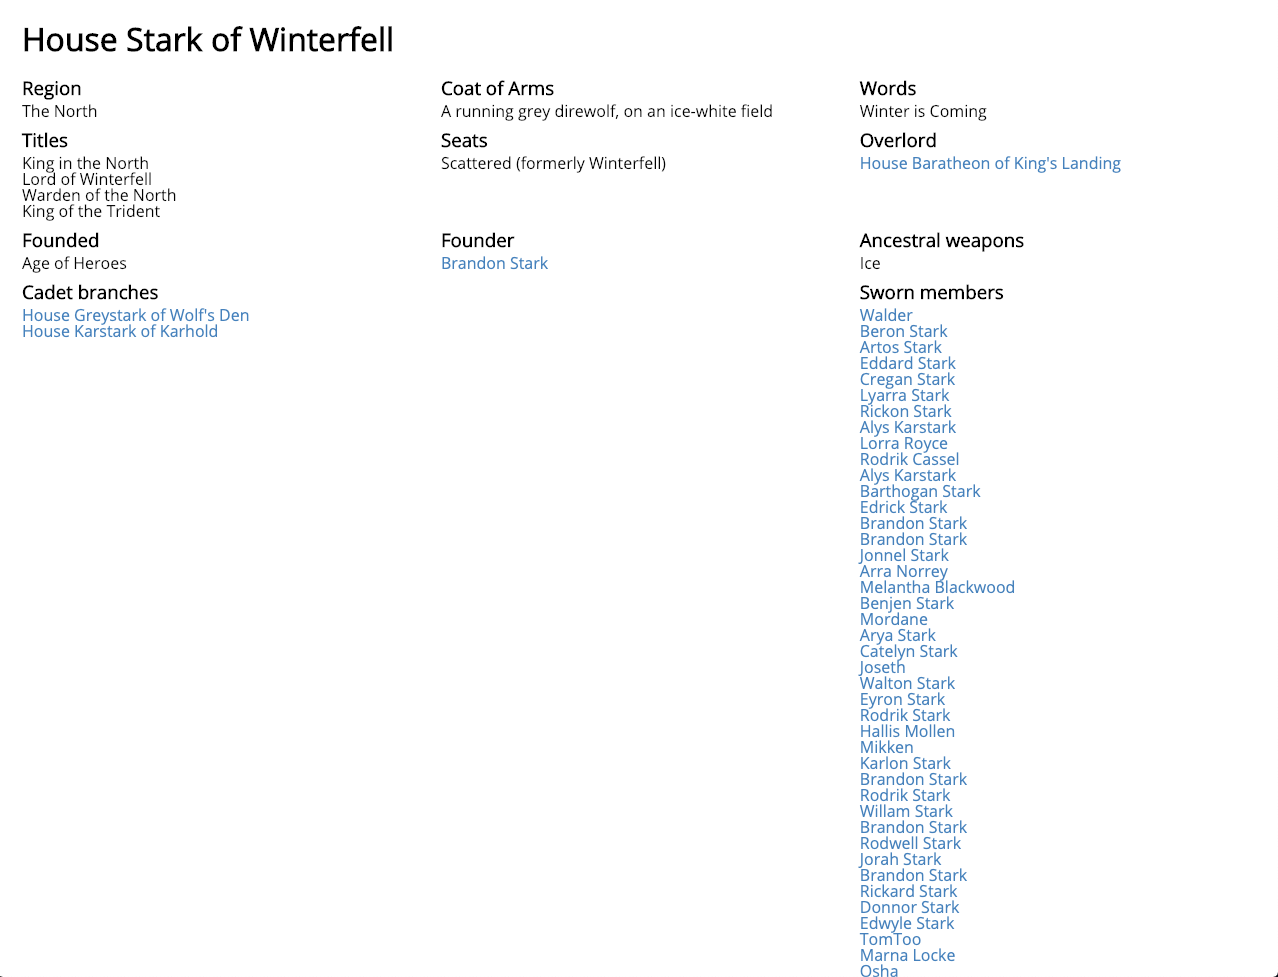 House Stark of Winterfell
Region
The North
Coat of Arms
A running grey direwolf, on an ice-white field
Words
Winter is Coming
Titles
King in the North
Lord of Winterfell
Warden of the North
King of the Trident
Seats
Scattered (formerly Winterfell)
Overlord
House Baratheon of King's Landing
Founded
Age of Heroes
Founder
Brandon Stark
Ancestral weapons
Ice
Cadet branches
House Greystark of Wolf's Den
House Karstark of Karhold
Sworn members
Walder
Beron Stark
Artos Stark
Eddard Stark
Cregan Stark
Lyarra Stark
Rickon Stark
Alys Karstark
Lorra Royce
Rodrik Cassel
Alys Karstark
Barthogan Stark
Edrick Stark
Brandon Stark
Brandon Stark
Jonnel Stark
Arra Norrey
Melantha Blackwood
Benjen Stark
Mordane
Arya Stark
Catelyn Stark
Joseth
Walton Stark
Eyron Stark
Rodrik Stark
Hallis Mollen
Mikken
Karlon Stark
Brandon Stark
Rodrik Stark
Willam Stark
Brandon Stark
Rodwell Stark
Jorah Stark
Brandon Stark
Rickard Stark
Donnor Stark
Edwyle Stark
TomToo
Marna Locke
Osha